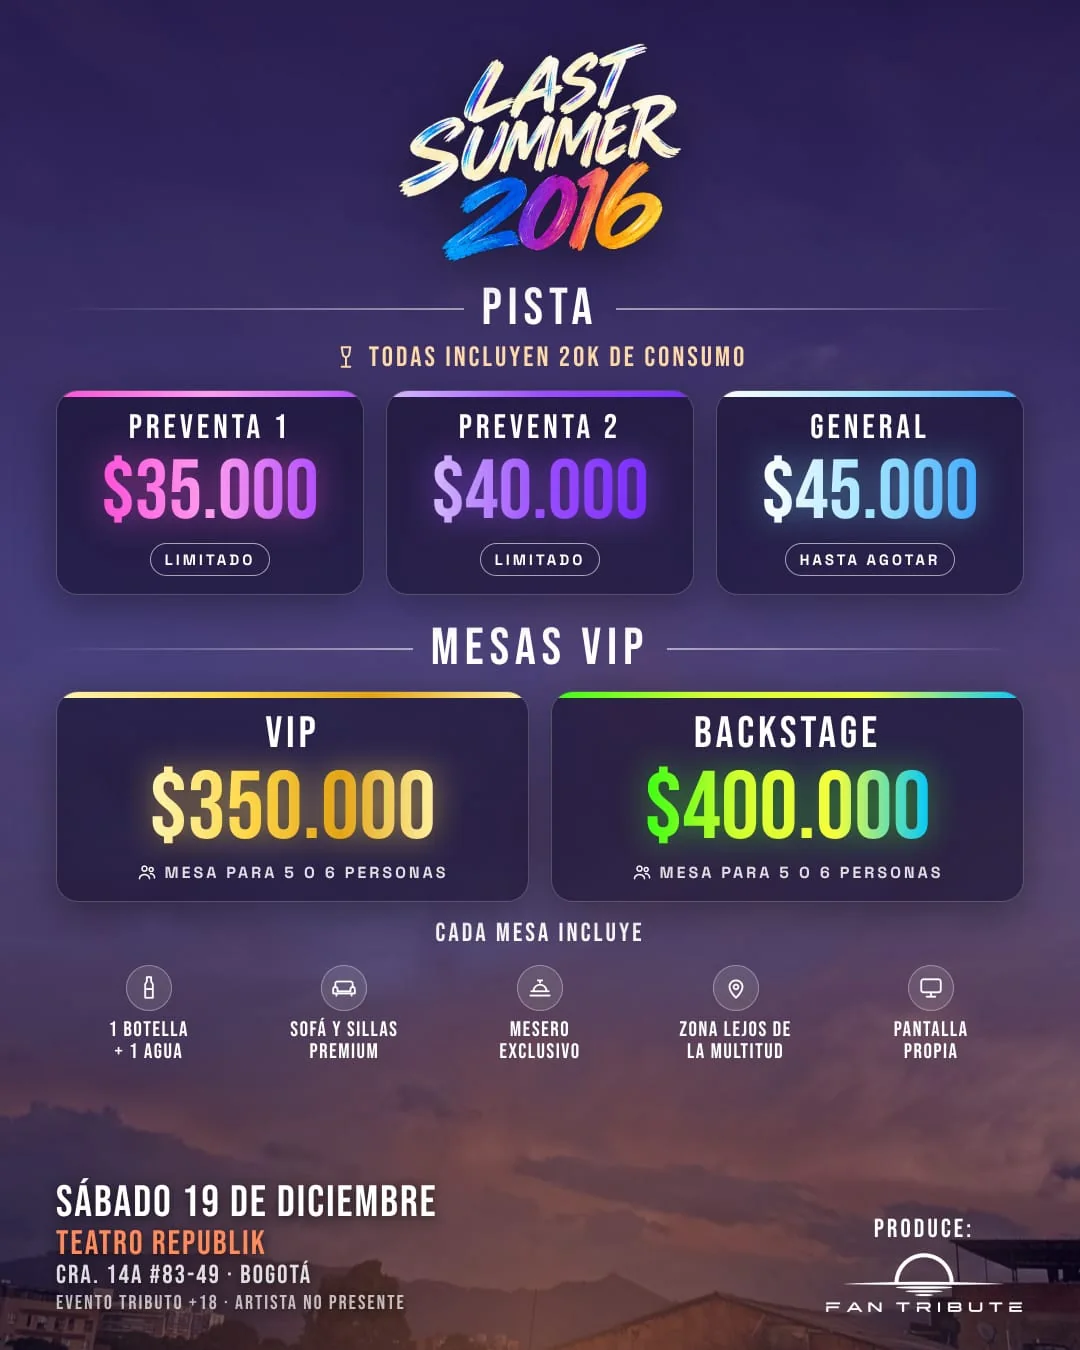 LAST
SUMMER
2016
PISTA
TODAS INCLUYEN 20K DE CONSUMO
PREVENTA 1
$35.000
LIMITADO
PREVENTA 2
$40.000
LIMITADO
GENERAL
$45.000
HASTA AGOTAR
MESAS VIP
VIP
$350.000
MESA PARA 5 O 6 PERSONAS
BACKSTAGE
$400.000
MESA PARA 5 O 6 PERSONAS
CADA MESA INCLUYE
1 BOTELLA
+ 1 AGUA
SOFÁ Y SILLAS
PREMIUM
MESERO
EXCLUSIVO
ZONA LEJOS DE
LA MULTITUD
PANTALLA
PROPIA
SÁBADO 19 DE DICIEMBRE
TEATRO REPUBLIK
CRA. 14A #83-49 · BOGOTÁ
EVENTO TRIBUTO +18 · ARTISTA NO PRESENTE
PRODUCE:
FAN TRIBUTE